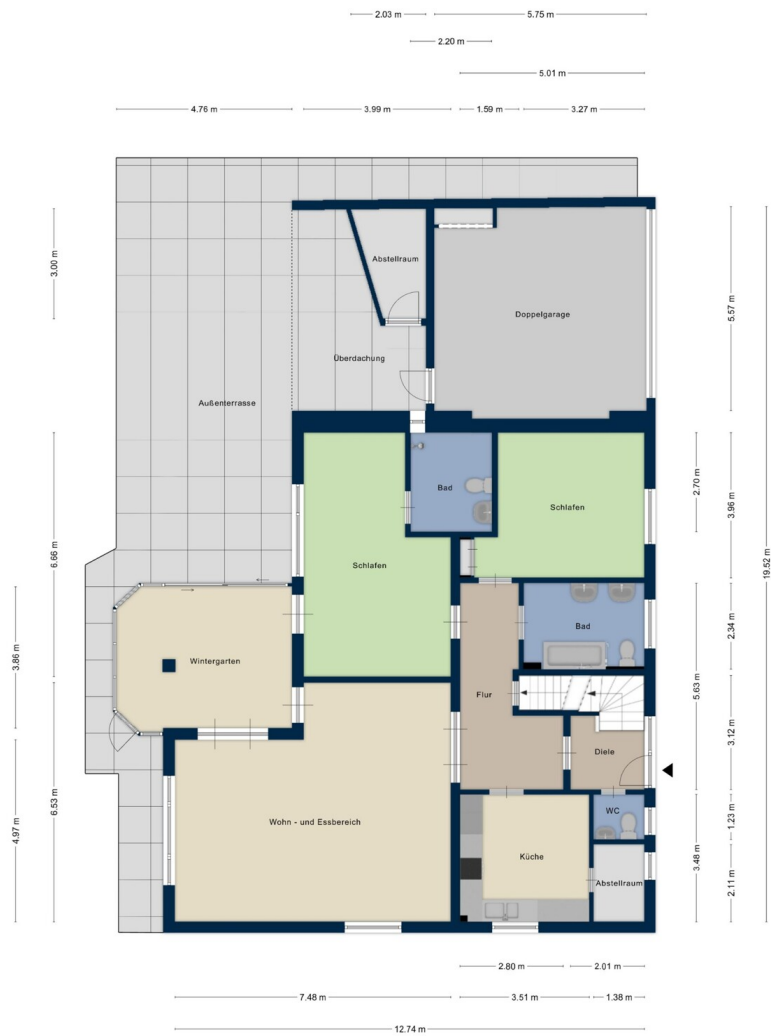 2.03 m
5.75 m
2.20 m
5.01 m
4.76 m
3.99 m
1.59 m
3.27 m
3.00 m
Abstellraum
Doppelgarage
5.57 m
Überdachung
Außenterrasse
19.52 m
6.66 m
Bad
2.70 m
3.96 m
Schlafen
Schlafen
3.86 m
Wintergarten
Bad
2.34 m
5.63 m
Flur
3.12 m
Diele
6.53 m
4.97 m
Wohn - und Essbereich
WC
1.23 m
Küche
3.48 m
Abstellraum
2.11 m
2.80 m
2.01 m
7.48 m
3.51 m
1.38 m
12.74 m